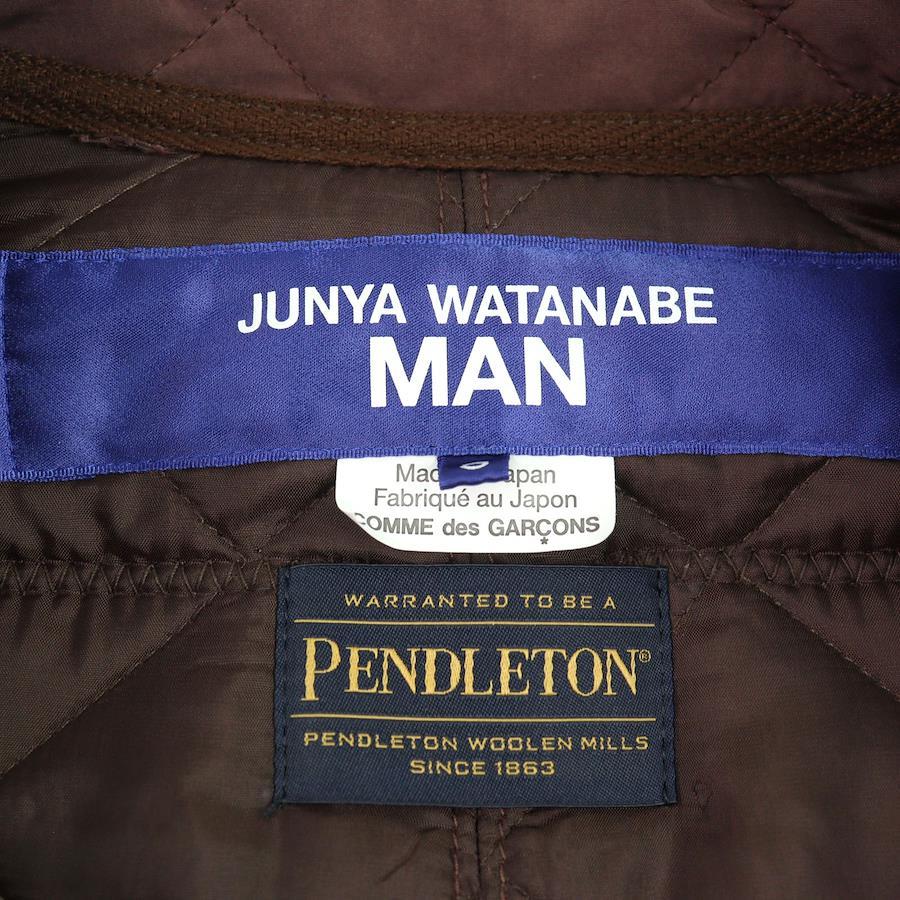 JUNYA WATANABE
MAN
Fabriqué au Japon
COMME des GARÇONS
WARRANTED TO BE A
PENDLETON®
PENDLETON WOOLEN MILLS
SINCE 1863